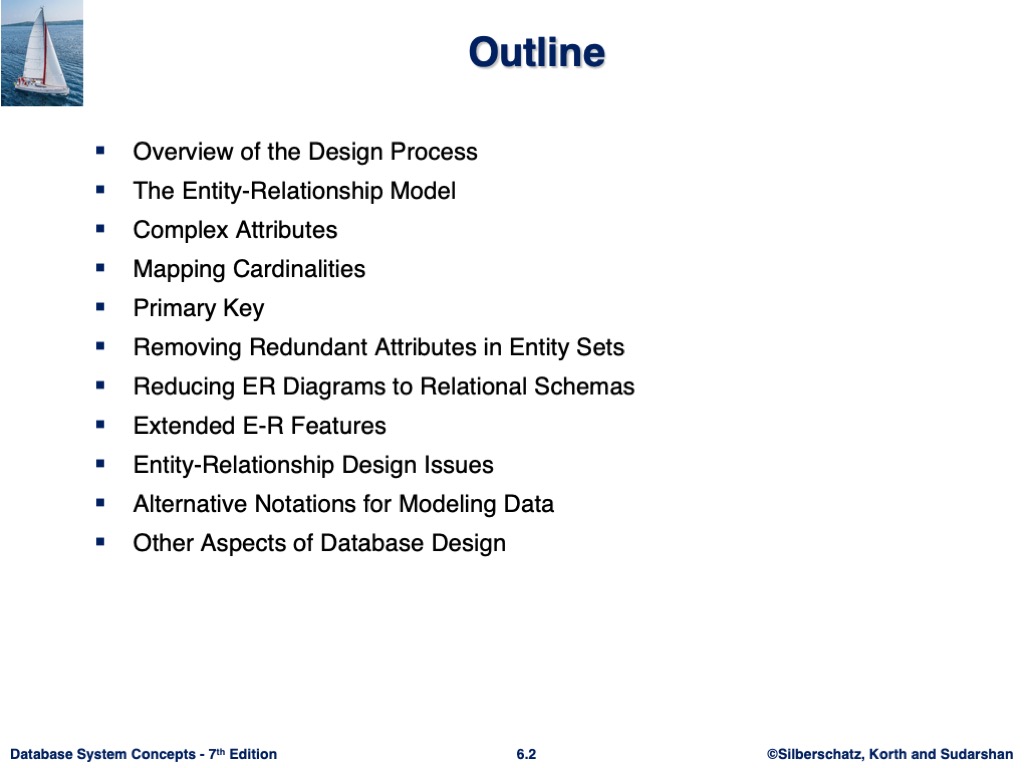 Outline
▪ Overview of the Design Process
▪ The Entity-Relationship Model
▪ Complex Attributes
▪ Mapping Cardinalities
▪ Primary Key
▪ Removing Redundant Attributes in Entity Sets
▪ Reducing ER Diagrams to Relational Schemas
▪ Extended E-R Features
▪ Entity-Relationship Design Issues
▪ Alternative Notations for Modeling Data
▪ Other Aspects of Database Design
Database System Concepts - 7th Edition 6.2 ©Silberschatz, Korth and Sudarshan